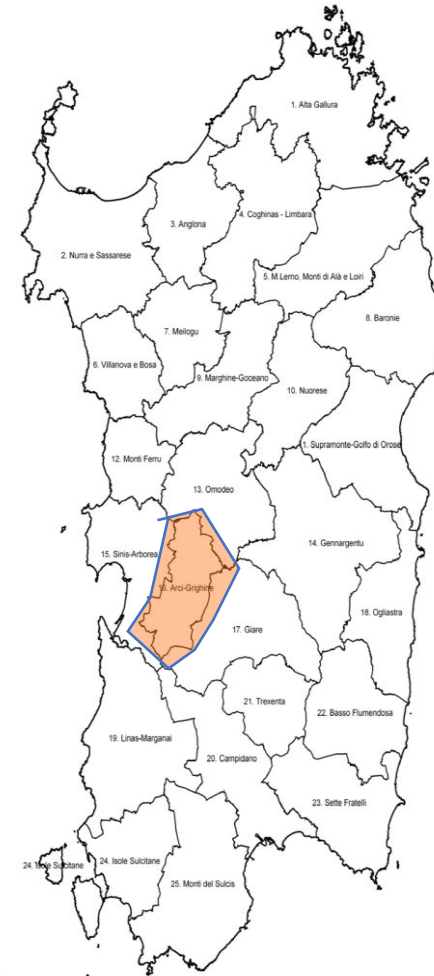 1. Alta Gallura
3. Anglona
4. Coghinas - Limbara
2. Nurra e Sassarese
5. M.Lerno, Monti di Alà e Loiri
8. Baronie
7. Meilogu
6. Villanova e Bosa
9. Marghine-Goceano
10. Nuorese
1. Supramonte-Golfo di Orosei
12. Monti Ferru
13. Omodeo
14. Gennargentu
15. Sinis-Arborea
16. Arci-Grighine
18. Ogliastra
17. Giare
21. Trexenta
22. Basso Flumendosa
19. Linas-Marganai
20. Campidano
23. Sette Fratelli
24. Isole Sulcitane
24. Isole Sulcitane
25. Monti del Sulcis